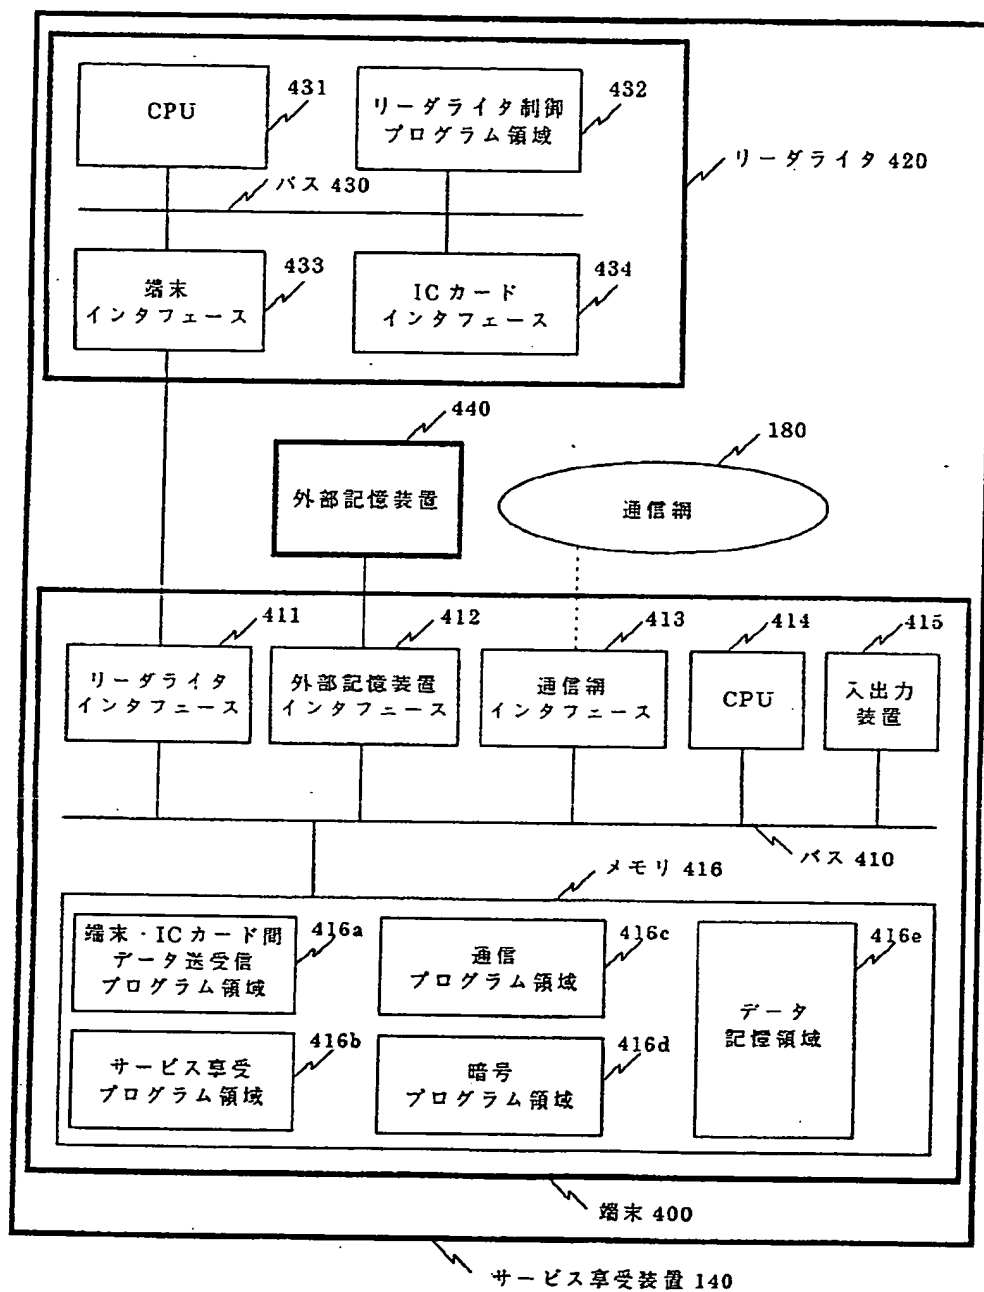 431
CPU
432
リーダライタ制御
プログラム領域
リーダライタ 420
バス 430
433
端末
インタフェース
434
ICカード
インタフェース
440
外部記憶装置
180
通信網
411
リーダライタ
インタフェース
412
外部記憶装置
インタフェース
413
通信網
インタフェース
414
CPU
415
入出力
装置
バス 410
メモリ 416
端末・ICカード間
データ送受信
プログラム領域
416a
通信
プログラム領域
416c
データ
記憶領域
416e
サービス享受
プログラム領域
416b
暗号
プログラム領域
416d
端末 400
サービス享受装置 140